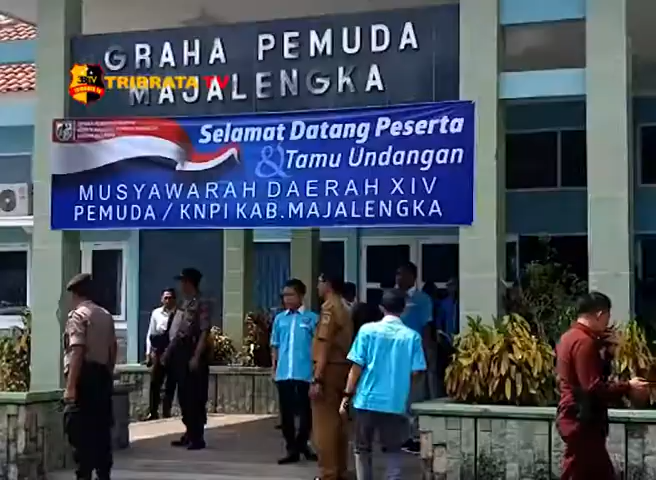 GRAHA PEMUDA
MAJALENGKA
TRIBRATA TV
Selamat Datang Peserta
& Tamu Undangan
MUSYAWARAH DAERAH XIV
PEMUDA / KNPI KAB. MAJALENGKA